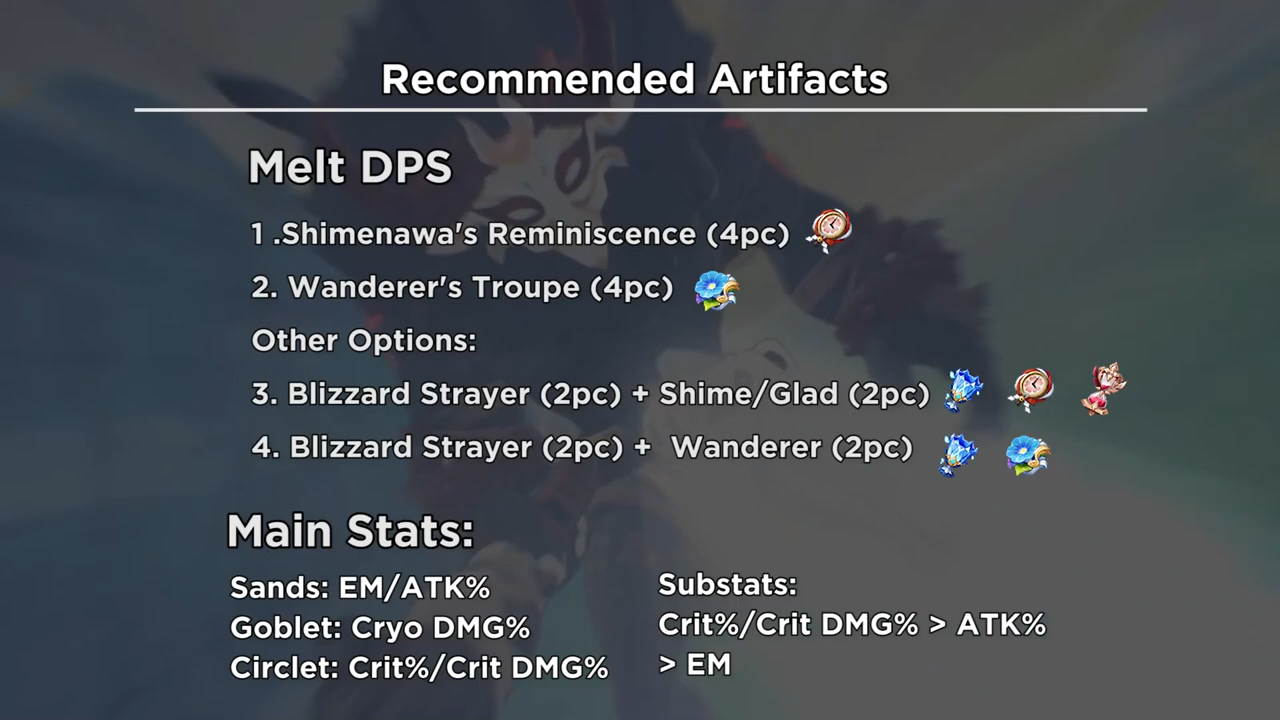 Recommended Artifacts
Melt DPS
1 .Shimenawa's Reminiscence (4pc)
2. Wanderer's Troupe (4pc)
Other Options:
3. Blizzard Strayer (2pc) + Shime/Glad (2pc)
4. Blizzard Strayer (2pc) + Wanderer (2pc)
Main Stats:
Sands: EM/ATK%
Goblet: Cryo DMG%
Circlet: Crit%/Crit DMG%
Substats:
Crit%/Crit DMG% > ATK%
> EM